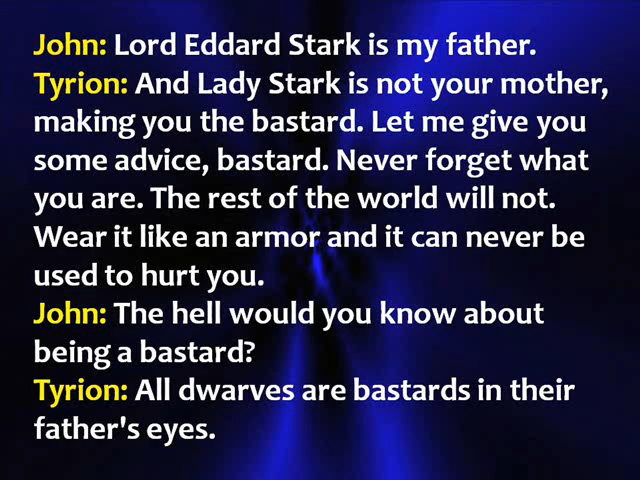 John: Lord Eddard Stark is my father.
Tyrion: And Lady Stark is not your mother,
making you the bastard. Let me give you
some advice, bastard. Never forget what
you are. The rest of the world will not.
Wear it like an armor and it can never be
used to hurt you.
John: The hell would you know about
being a bastard?
Tyrion: All dwarves are bastards in their
father's eyes.